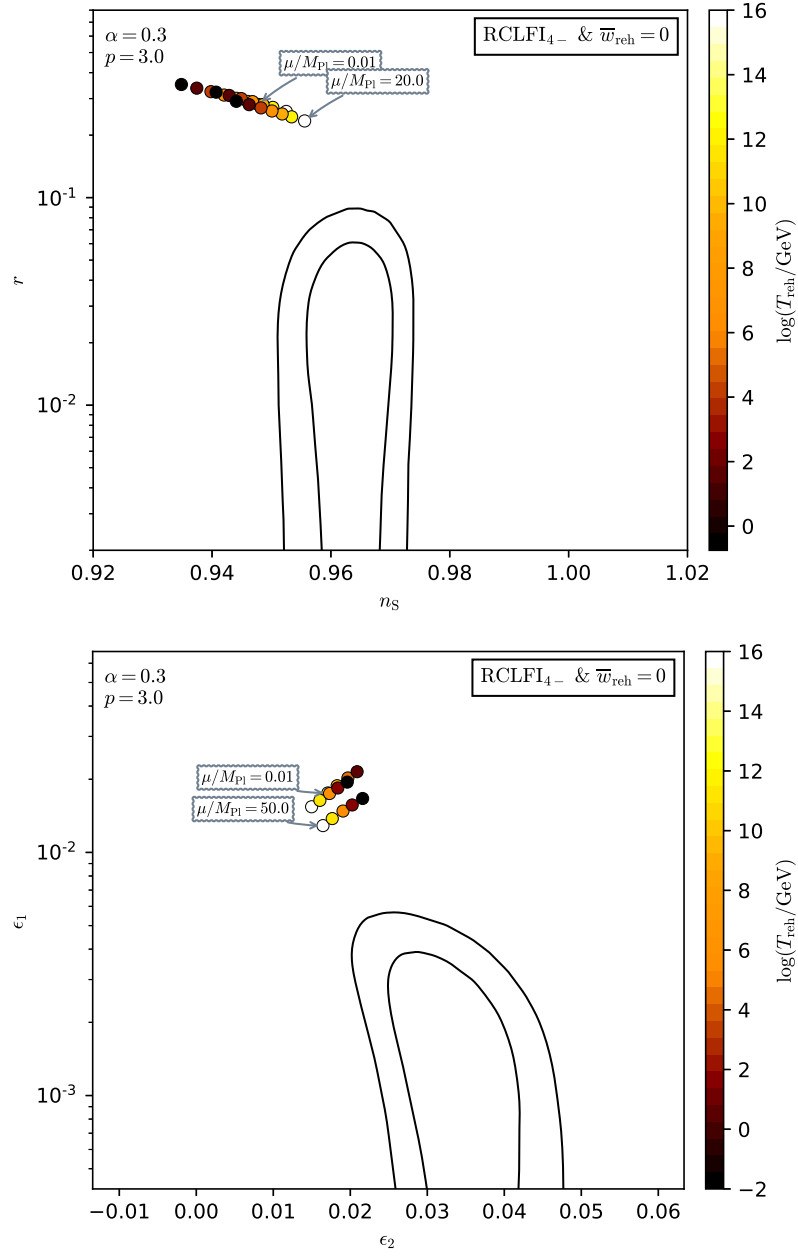 α = 0.3
p = 3.0
RCLFI4− & w̅reh = 0
μ/MPl = 0.01
μ/MPl = 20.0
10-1
10-2
r
0.92 0.94 0.96 0.98 1.00 1.02
nS
16
14
12
10
8
6
4
2
0
log(Treh/GeV)
α = 0.3
p = 3.0
RCLFI4− & w̅reh = 0
μ/MPl = 0.01
μ/MPl = 50.0
10-2
10-3
ϵ1
−0.01 0.00 0.01 0.02 0.03 0.04 0.05 0.06
ϵ2
16
14
12
10
8
6
4
2
0
−2
log(Treh/GeV)